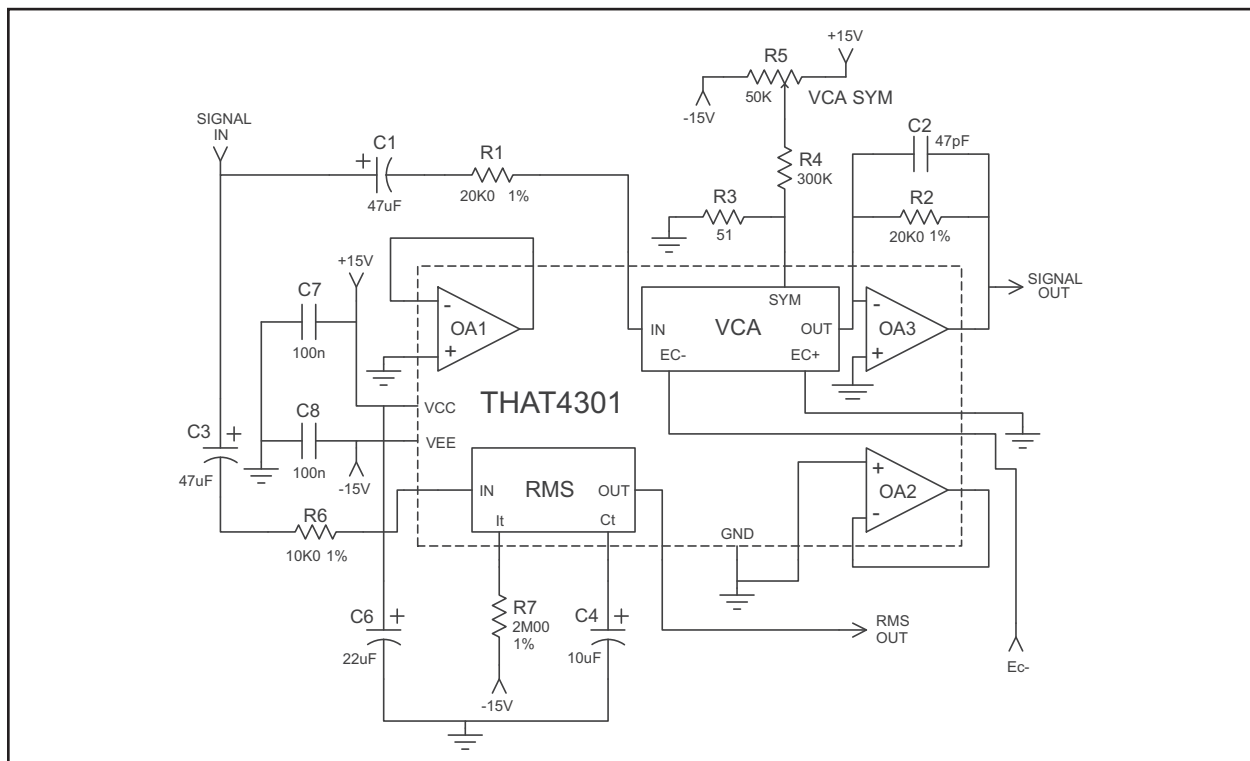 +15V
R5
50K
VCA SYM
-15V
SIGNAL
IN
C1
+
47uF
R1
20K0 1%
R4
300K
R3
51
C2
47pF
R2
20K0 1%
SIGNAL
OUT
+15V
C7
100n
-
OA1
+
SYM
IN
VCA
OUT
EC-
EC+
-
OA3
+
THAT4301
VCC
VEE
C8
100n
-15V
C3
+
47uF
R6
10K0 1%
IN
RMS
OUT
It
Ct
GND
+
OA2
-
C6
+
22uF
R7
2M00
1%
-15V
C4
+
10uF
RMS
OUT
Ec-